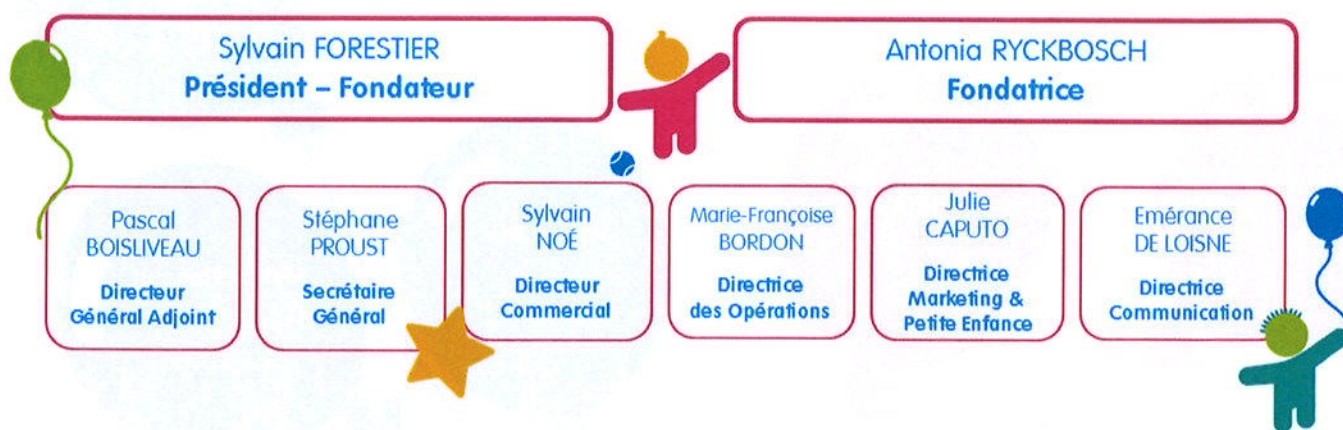 Sylvain FORESTIER
Président – Fondateur
Antonia RYCKBOSCH
Fondatrice
Pascal
BOISLIVEAU
Directeur
Général Adjoint
Stéphane
PROUST
Secrétaire
Général
Sylvain
NOÉ
Directeur
Commercial
Marie-Françoise
BORDON
Directrice
des Opérations
Julie
CAPUTO
Directrice
Marketing &
Petite Enfance
Emérance
DE LOISNE
Directrice
Communication